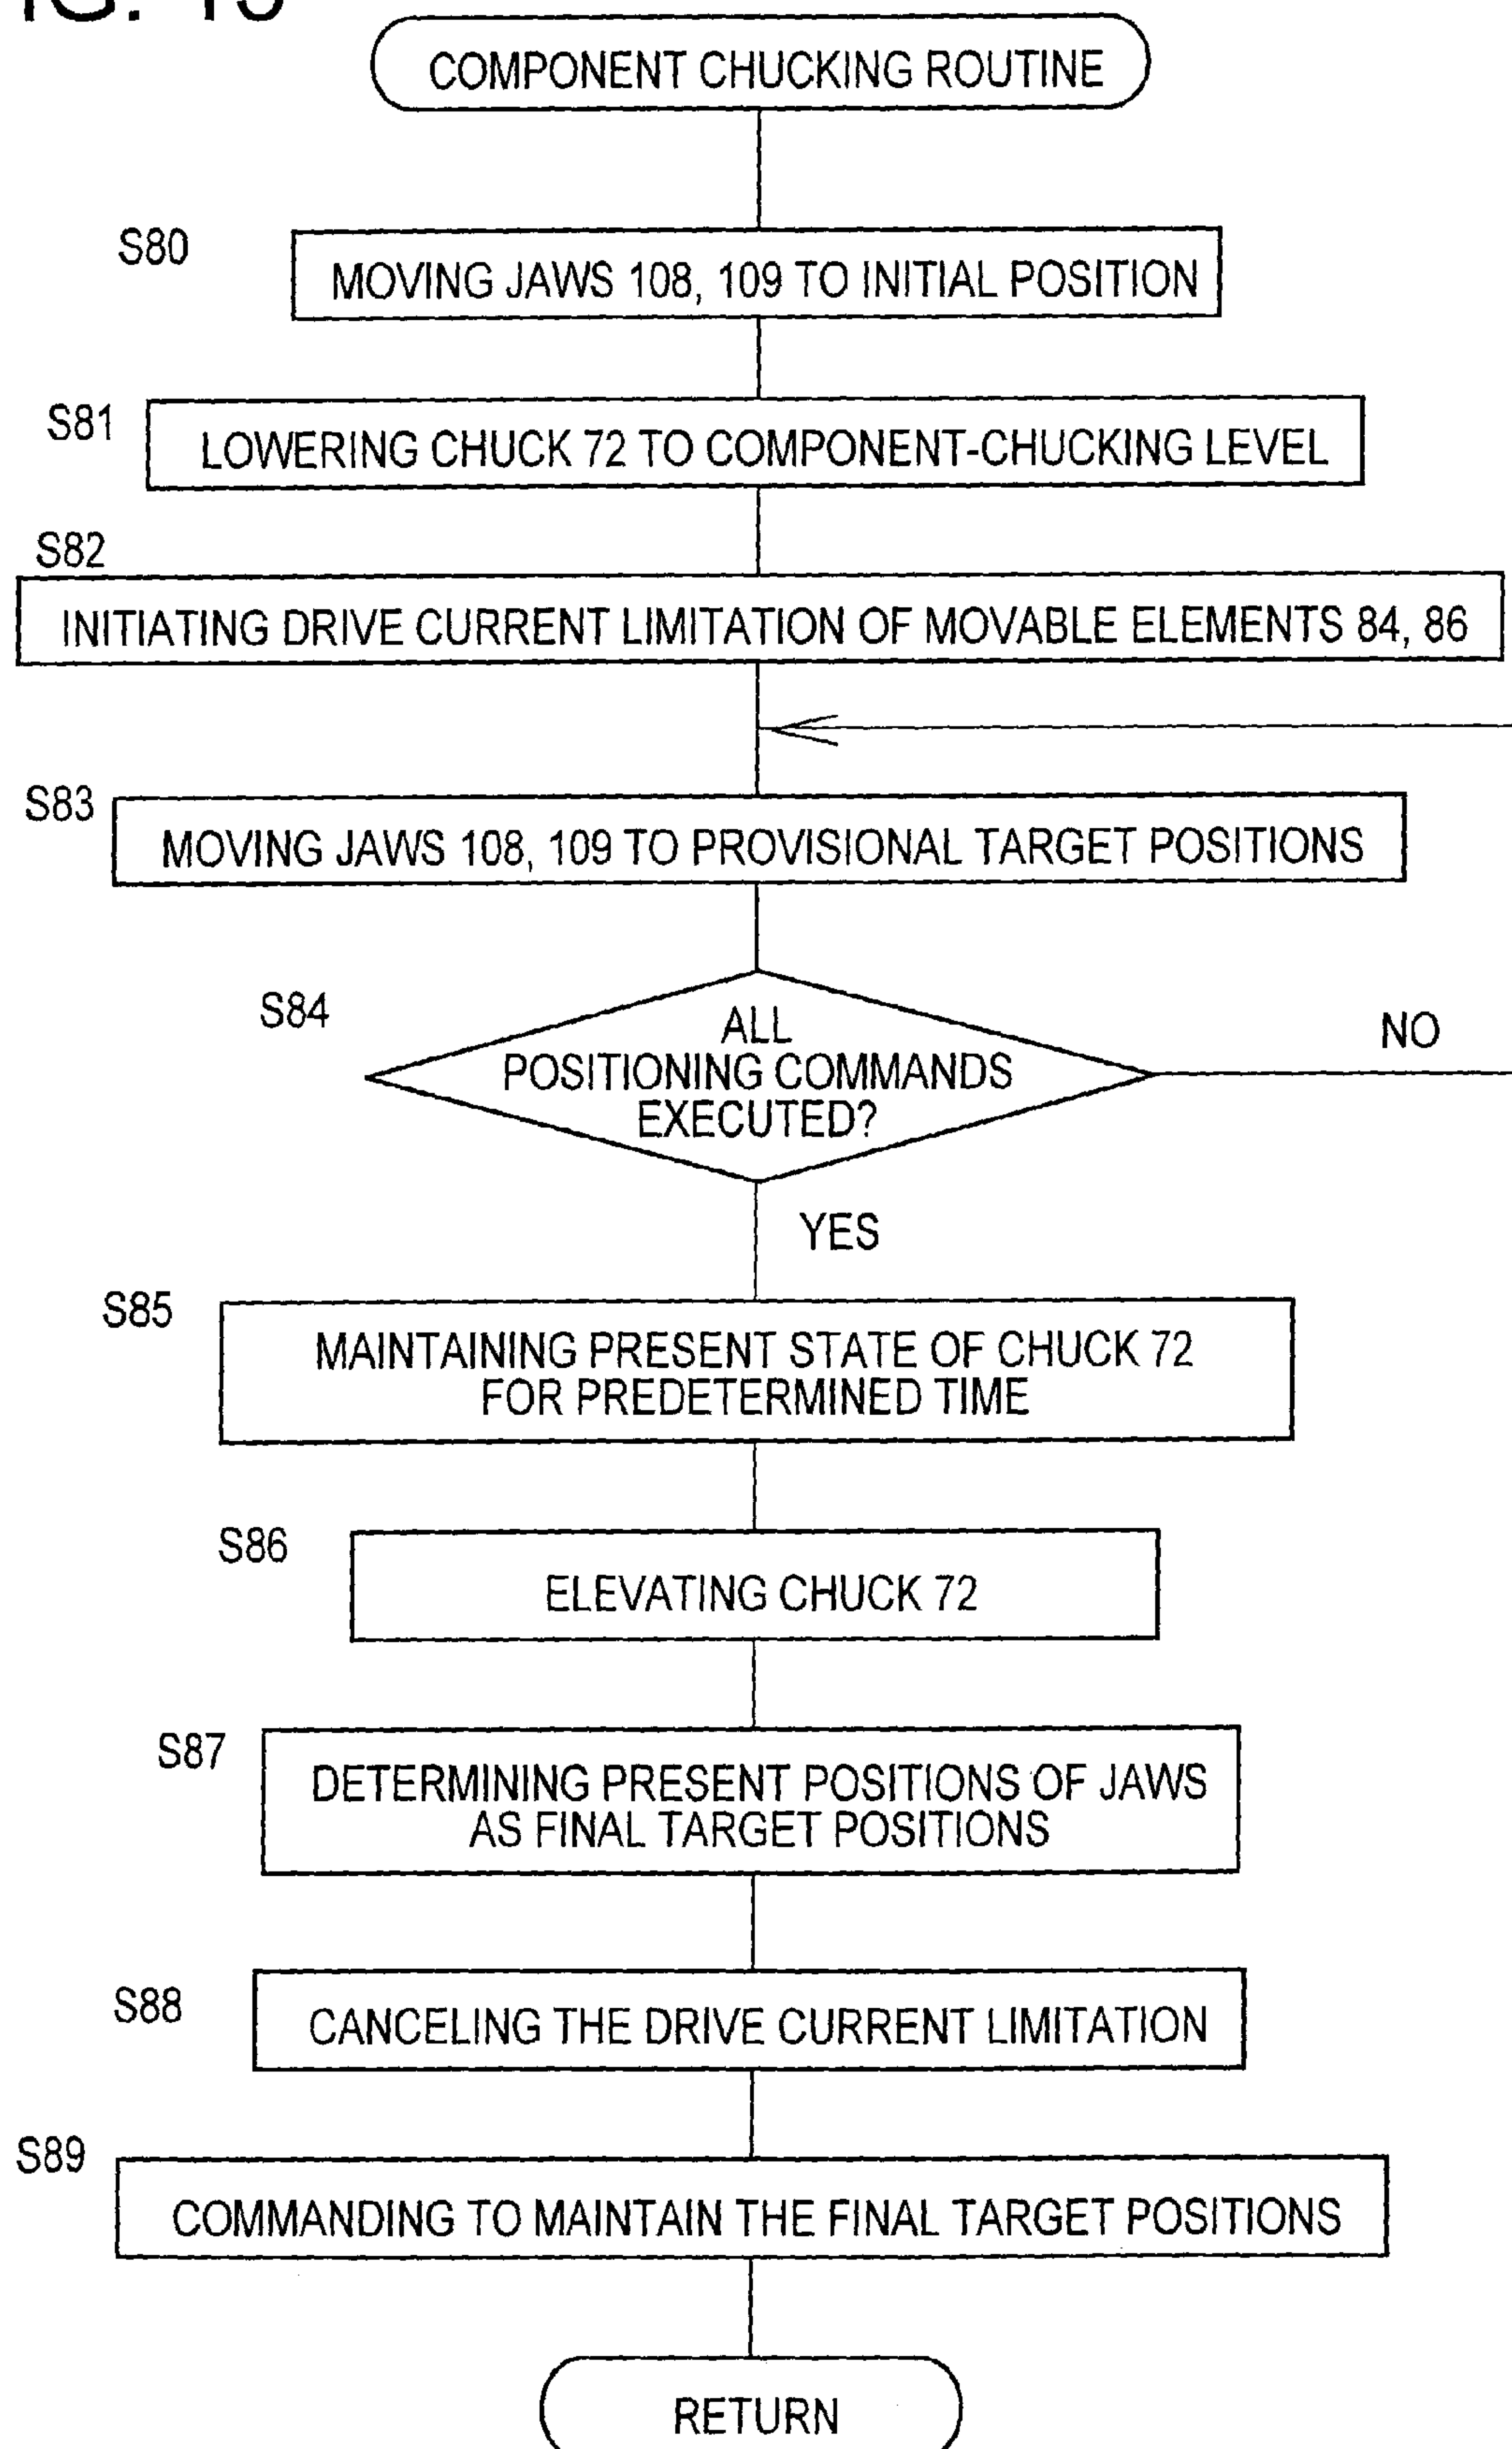 COMPONENT CHUCKING ROUTINE
S80
MOVING JAWS 108, 109 TO INITIAL POSITION
S81
LOWERING CHUCK 72 TO COMPONENT-CHUCKING LEVEL
S82
INITIATING DRIVE CURRENT LIMITATION OF MOVABLE ELEMENTS 84, 86
S83
MOVING JAWS 108, 109 TO PROVISIONAL TARGET POSITIONS
S84
ALL
POSITIONING COMMANDS
EXECUTED?
NO
YES
S85
MAINTAINING PRESENT STATE OF CHUCK 72
FOR PREDETERMINED TIME
S86
ELEVATING CHUCK 72
S87
DETERMINING PRESENT POSITIONS OF JAWS
AS FINAL TARGET POSITIONS
S88
CANCELING THE DRIVE CURRENT LIMITATION
S89
COMMANDING TO MAINTAIN THE FINAL TARGET POSITIONS
RETURN